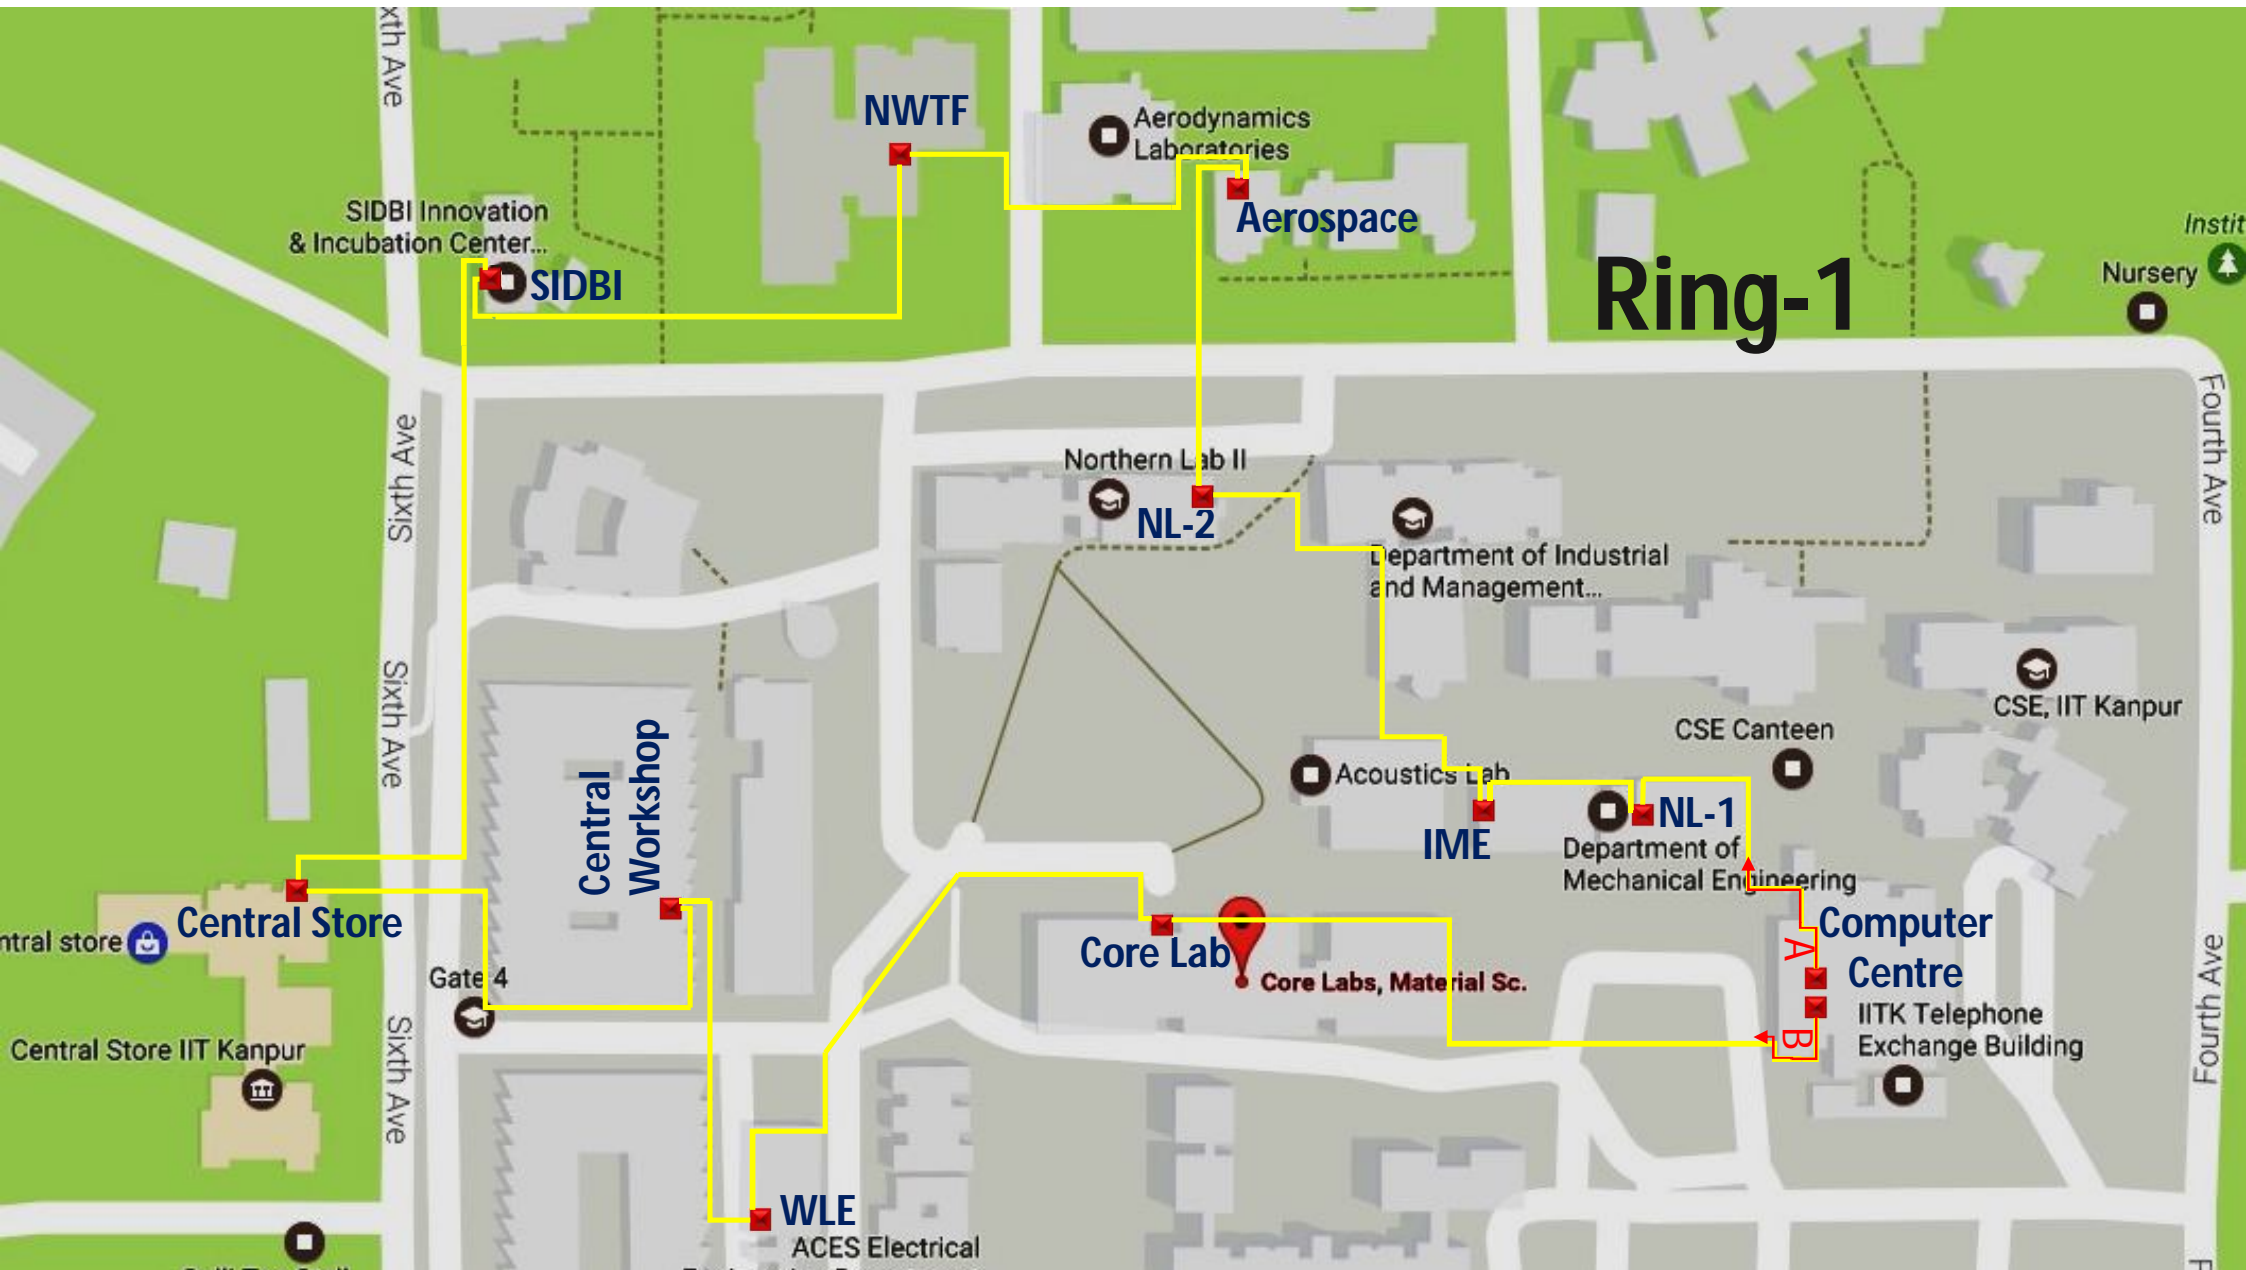 xth Ave
NWTF
Aerodynamics
Laboratories
SIDBI Innovation
& Incubation Center...
SIDBI
Aerospace
Ring-1
Instit
Nursery
Fourth Ave
Sixth Ave
Northern Lab II
NL-2
Department of Industrial
and Management...
CSE, IIT Kanpur
CSE Canteen
Sixth Ave
Central
Workshop
Acoustics Lab
IME
NL-1
Department of
Mechanical Engineering
Central Store
ntral store
Core Lab
Core Labs, Material Sc.
Computer
Centre
A
B
IITK Telephone
Exchange Building
Fourth Ave
Gate 4
Central Store IIT Kanpur
Sixth Ave
WLE
ACES Electrical
F